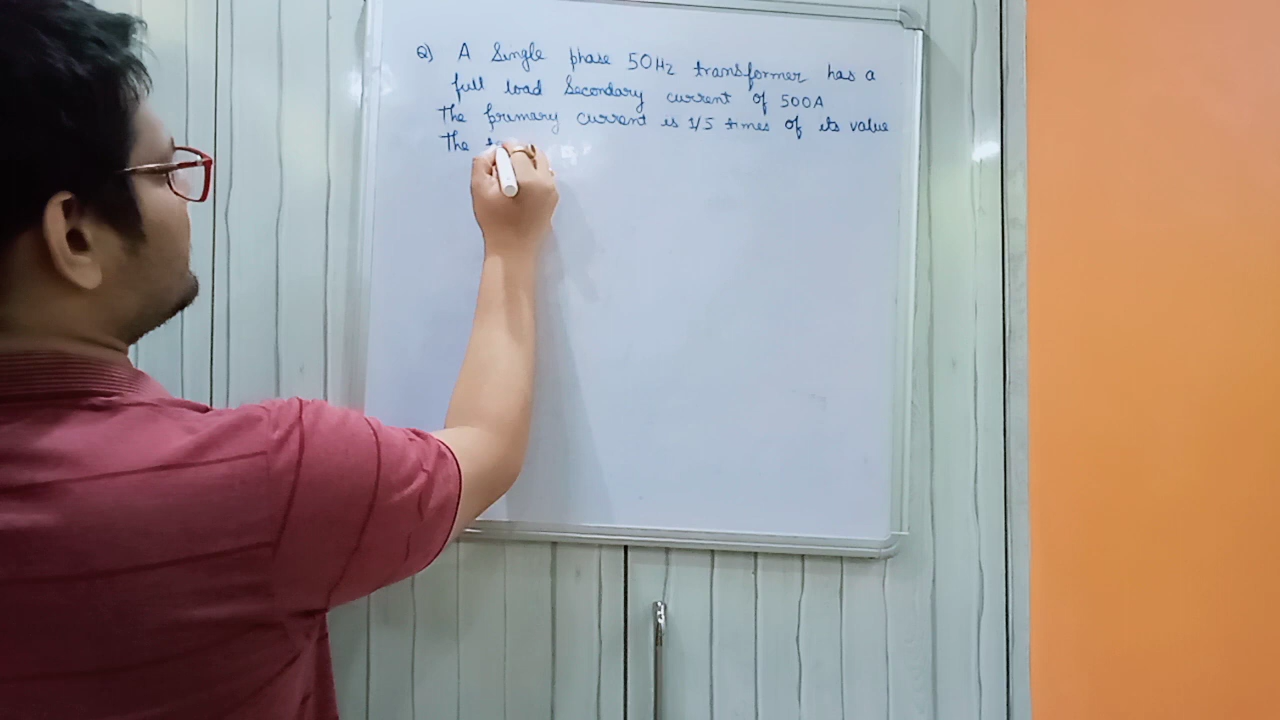 Q) A Single phase 50Hz transformer has a
full load Secondary current of 500A
The primary current is 1/5 times of its value
The